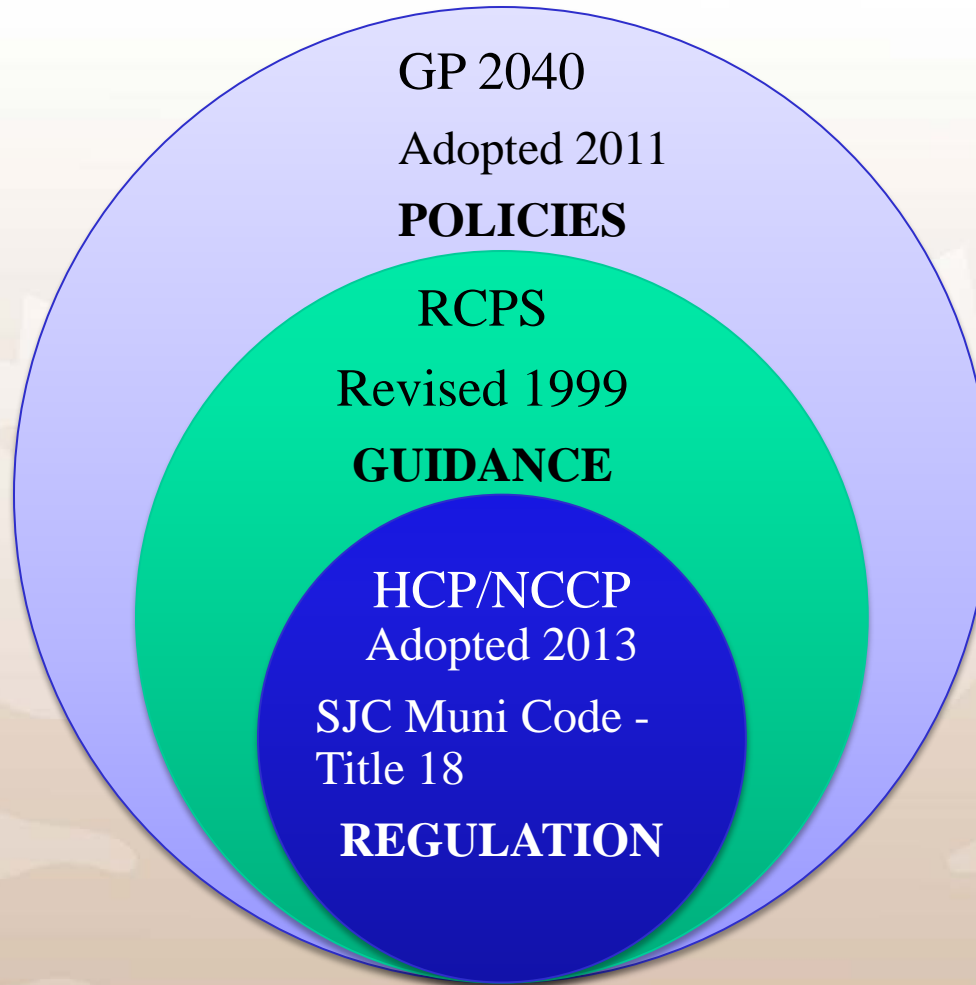 GP 2040
Adopted 2011
POLICIES
RCPS
Revised 1999
GUIDANCE
HCP/NCCP
Adopted 2013
SJC Muni Code -
Title 18
REGULATION